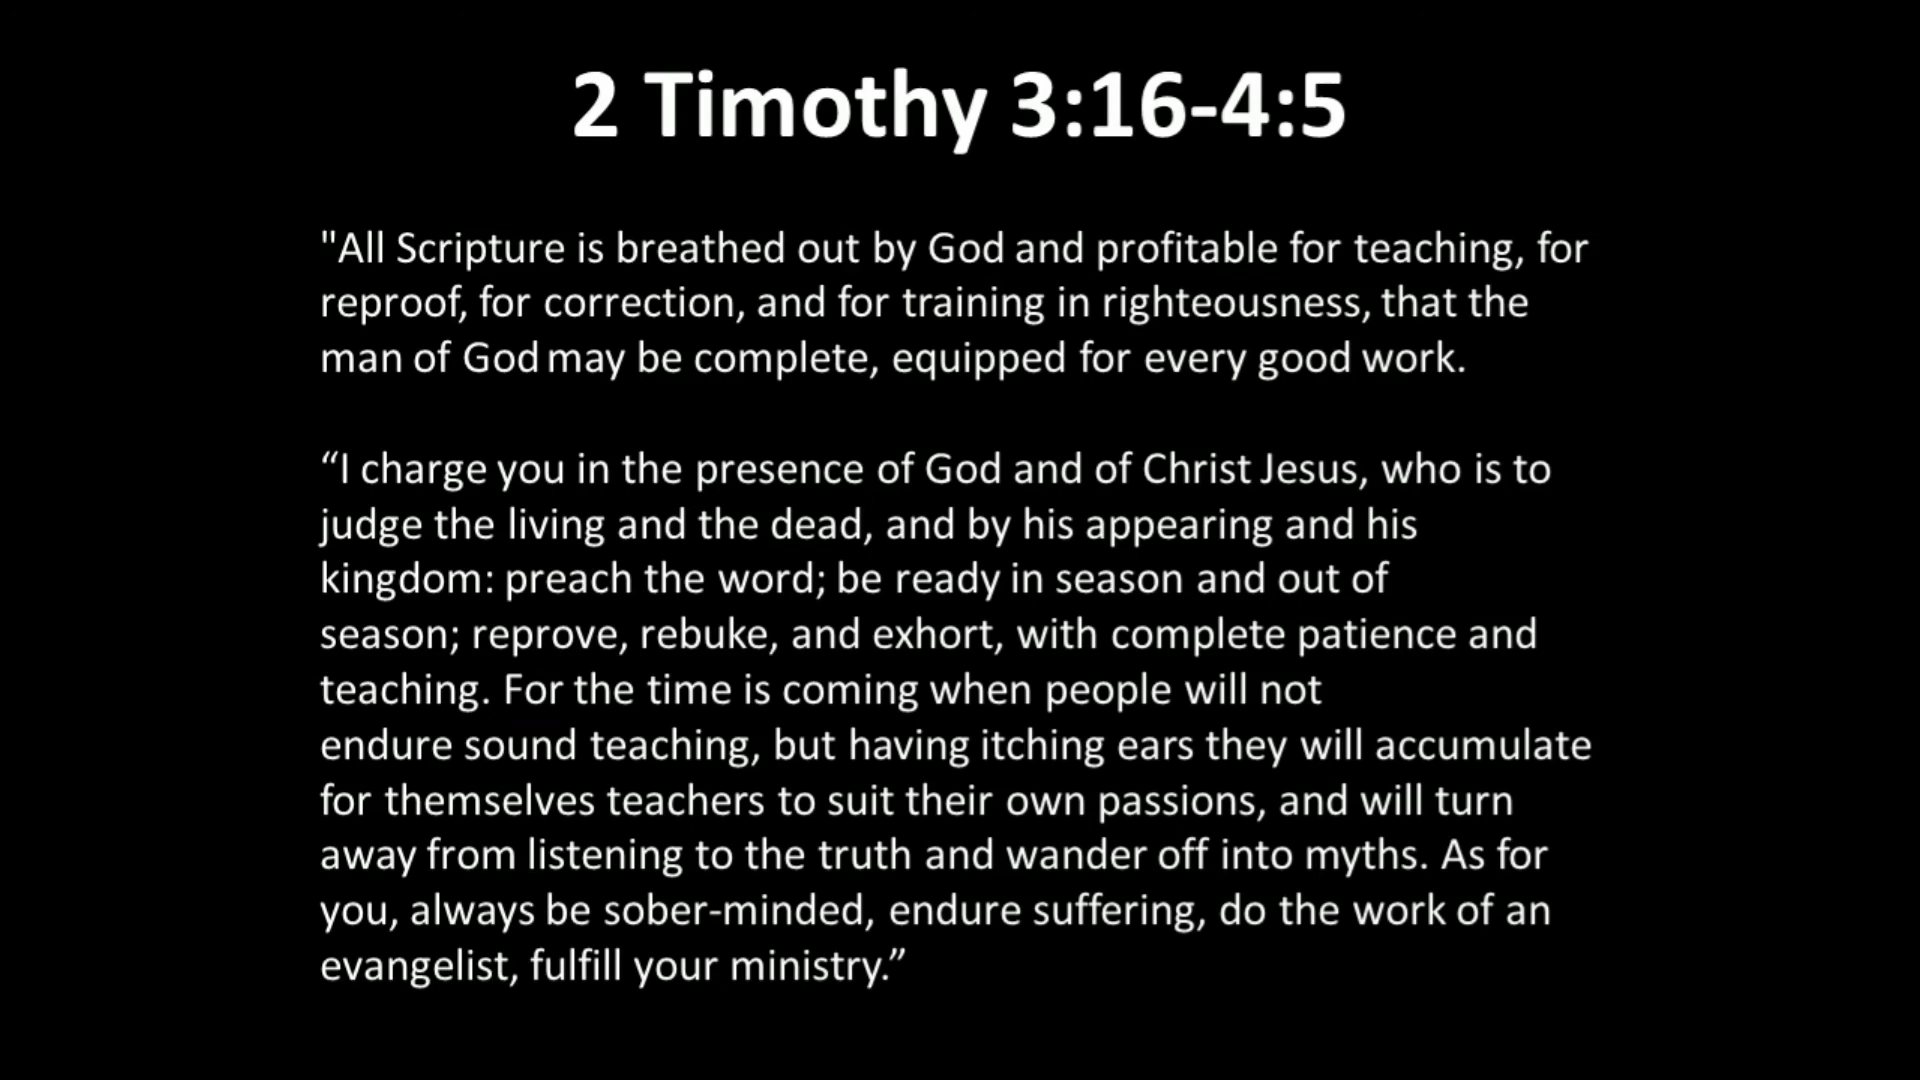 2 Timothy 3:16-4:5
"All Scripture is breathed out by God and profitable for teaching, for
reproof, for correction, and for training in righteousness, that the
man of God may be complete, equipped for every good work.
“I charge you in the presence of God and of Christ Jesus, who is to
judge the living and the dead, and by his appearing and his
kingdom: preach the word; be ready in season and out of
season; reprove, rebuke, and exhort, with complete patience and
teaching. For the time is coming when people will not
endure sound teaching, but having itching ears they will accumulate
for themselves teachers to suit their own passions, and will turn
away from listening to the truth and wander off into myths. As for
you, always be sober-minded, endure suffering, do the work of an
evangelist, fulfill your ministry.”